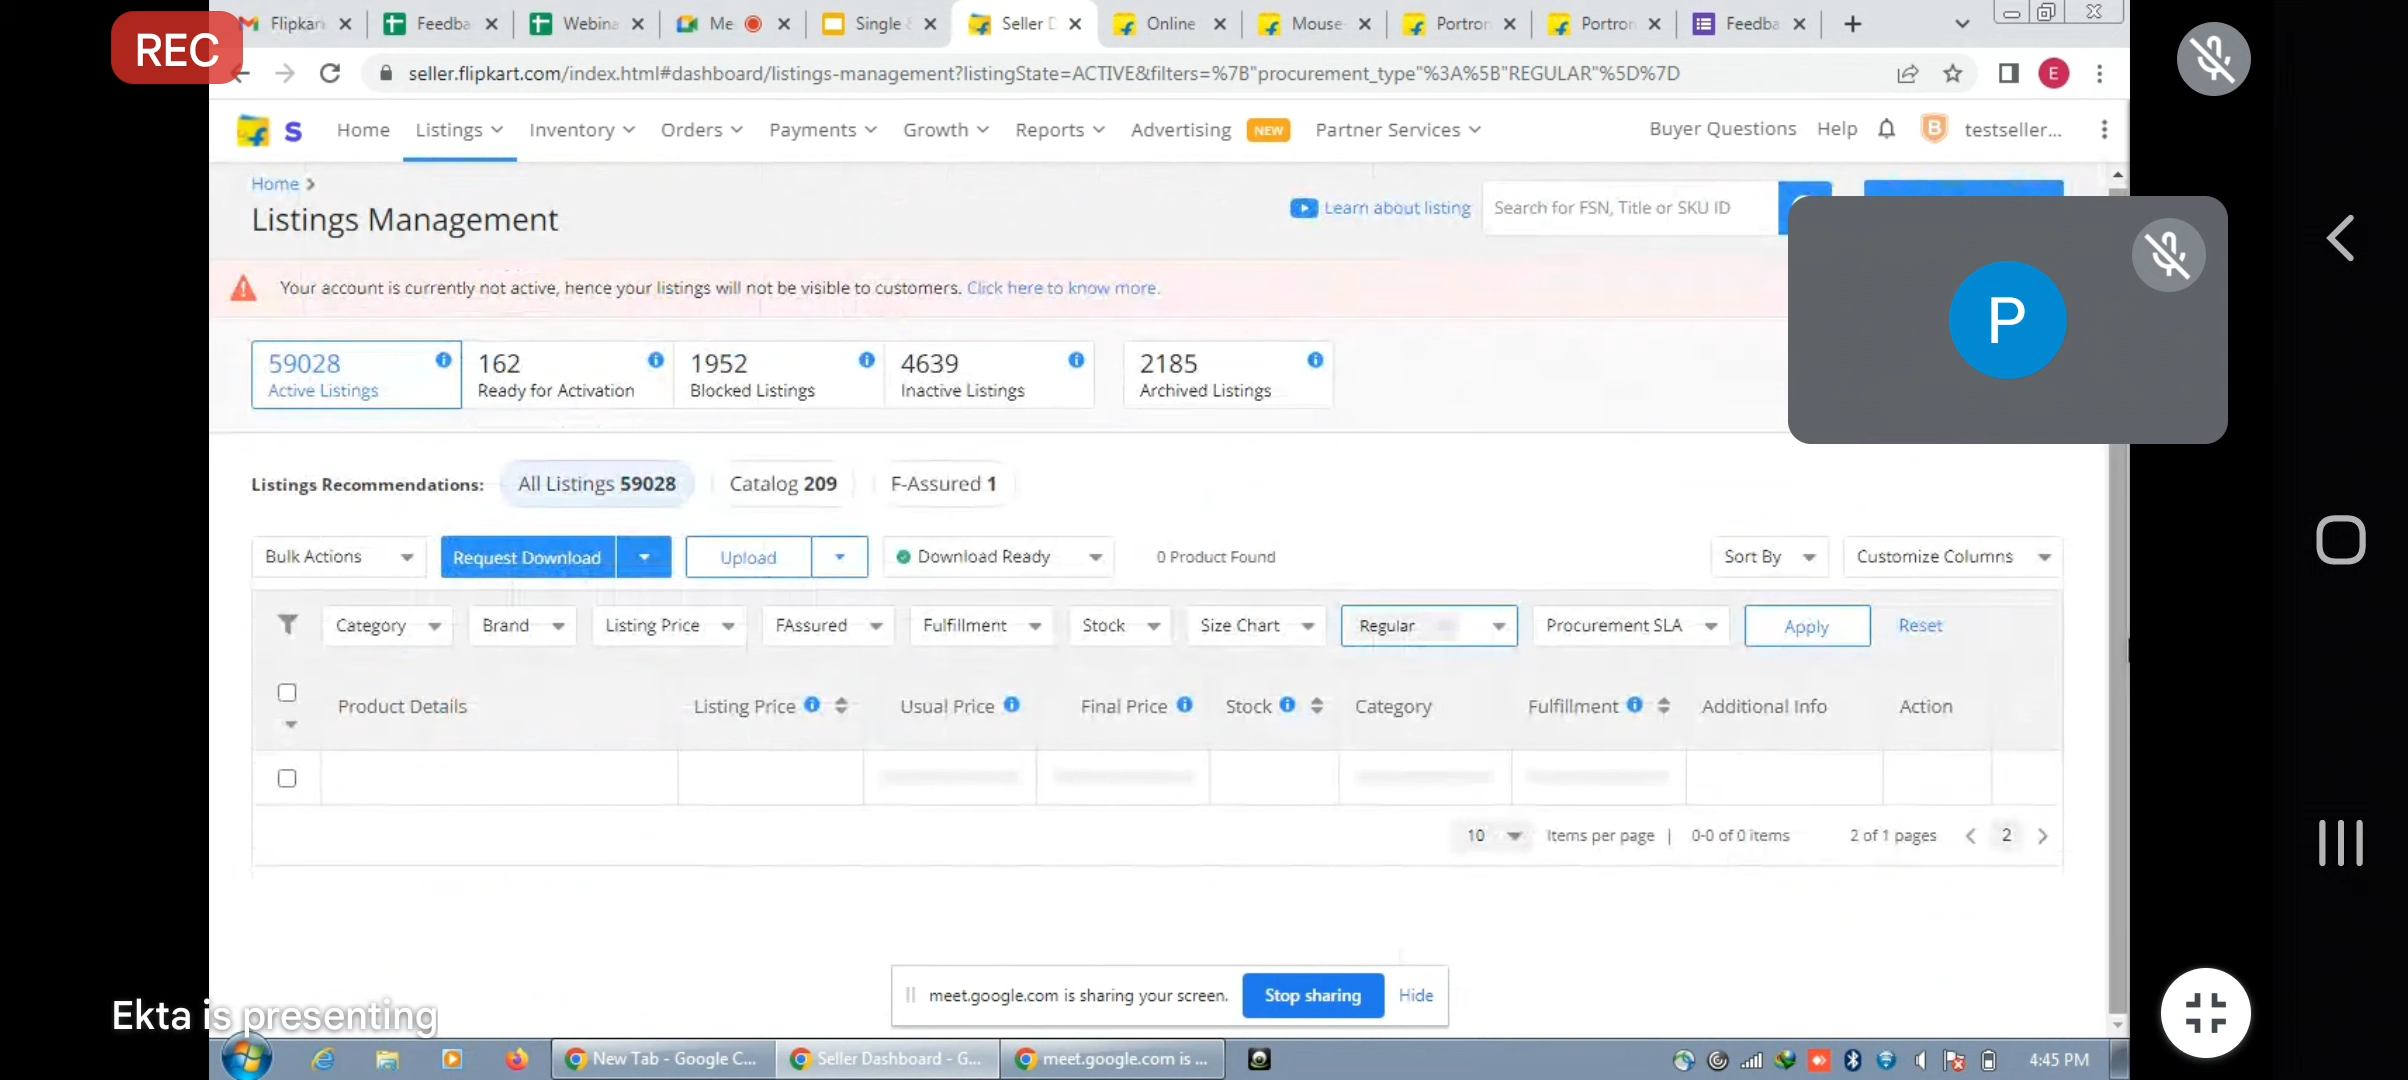 REC
Flipkar
Feedba
Webina
Me
Single
Seller D
Online
Mouse
Portron
Portron
Feedba
seller.flipkart.com/index.html#dashboard/listings-management?listingState=ACTIVE&filters=%7B"procurement_type"%3A%5B"REGULAR"%5D%7D
E
S Home Listings Inventory Orders Payments Growth Reports Advertising NEW Partner Services Buyer Questions Help B testseller...
Home
Listings Management
Learn about listing
Search for FSN, Title or SKU ID
P
Your account is currently not active, hence your listings will not be visible to customers. Click here to know more.
59028 162 1952 4639 2185
Active Listings Ready for Activation Blocked Listings Inactive Listings Archived Listings
Listings Recommendations: All Listings 59028 Catalog 209 F-Assured 1
Bulk Actions Request Download Upload Download Ready 0 Product Found Sort By Customize Columns
Category Brand Listing Price FAssured Fulfillment Stock Size Chart Regular Procurement SLA Apply Reset
Product Details Listing Price Usual Price Final Price Stock Category Fulfillment Additional Info Action
10 Items per page | 0-0 of 0 items 2 of 1 pages 2
meet.google.com is sharing your screen. Stop sharing Hide
Ekta is presenting
New Tab - Google C...
Seller Dashboard - G...
meet.google.com is ...
4:45 PM